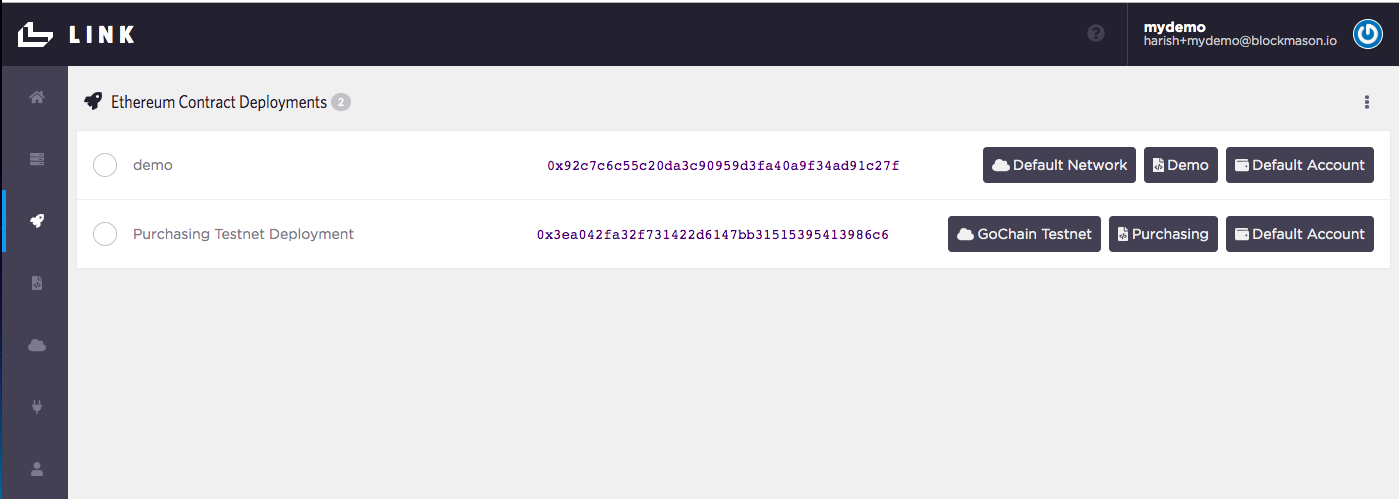 LINK
mydemo
harish+mydemo@blockmason.io
Ethereum Contract Deployments 2
demo 0x92c7c6c55c20da3c90959d3fa40a9f34ad91c27f Default Network Demo Default Account
Purchasing Testnet Deployment 0x3ea042fa32f731422d6147bb31515395413986c6 GoChain Testnet Purchasing Default Account